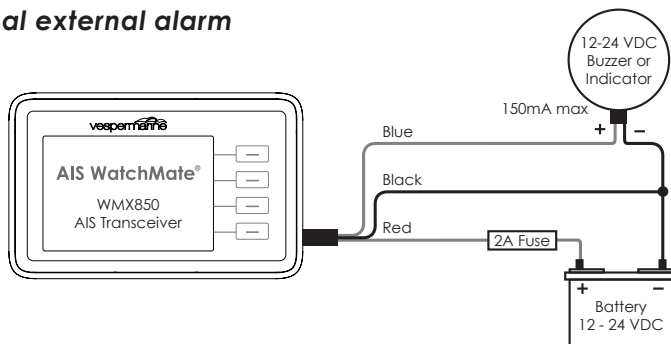 al external alarm
12-24 VDC
Buzzer or
Indicator
150mA max
+ −
vespermarine
Blue
AIS WatchMate®
WMX850
AIS Transceiver
Black
Red
2A Fuse
+ −
Battery
12 - 24 VDC